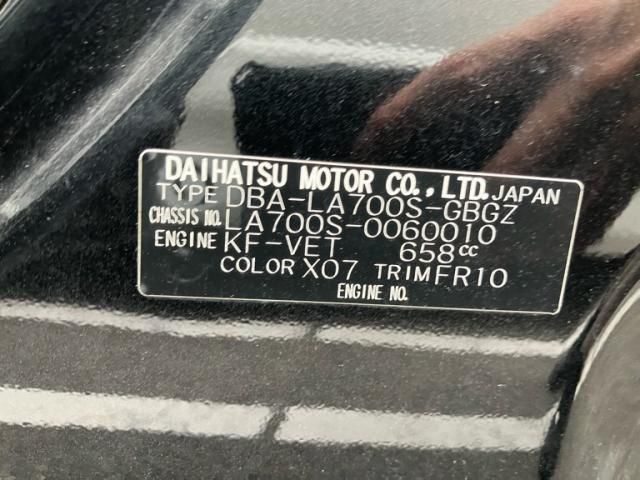 DAIHATSU MOTOR CO., LTD. JAPAN
TYPE DBA-LA700S-GBGZ
CHASSIS NO. LA700S-0060010
ENGINE KF-VET 658cc
COLOR X07 TRIM FR10
ENGINE NO.